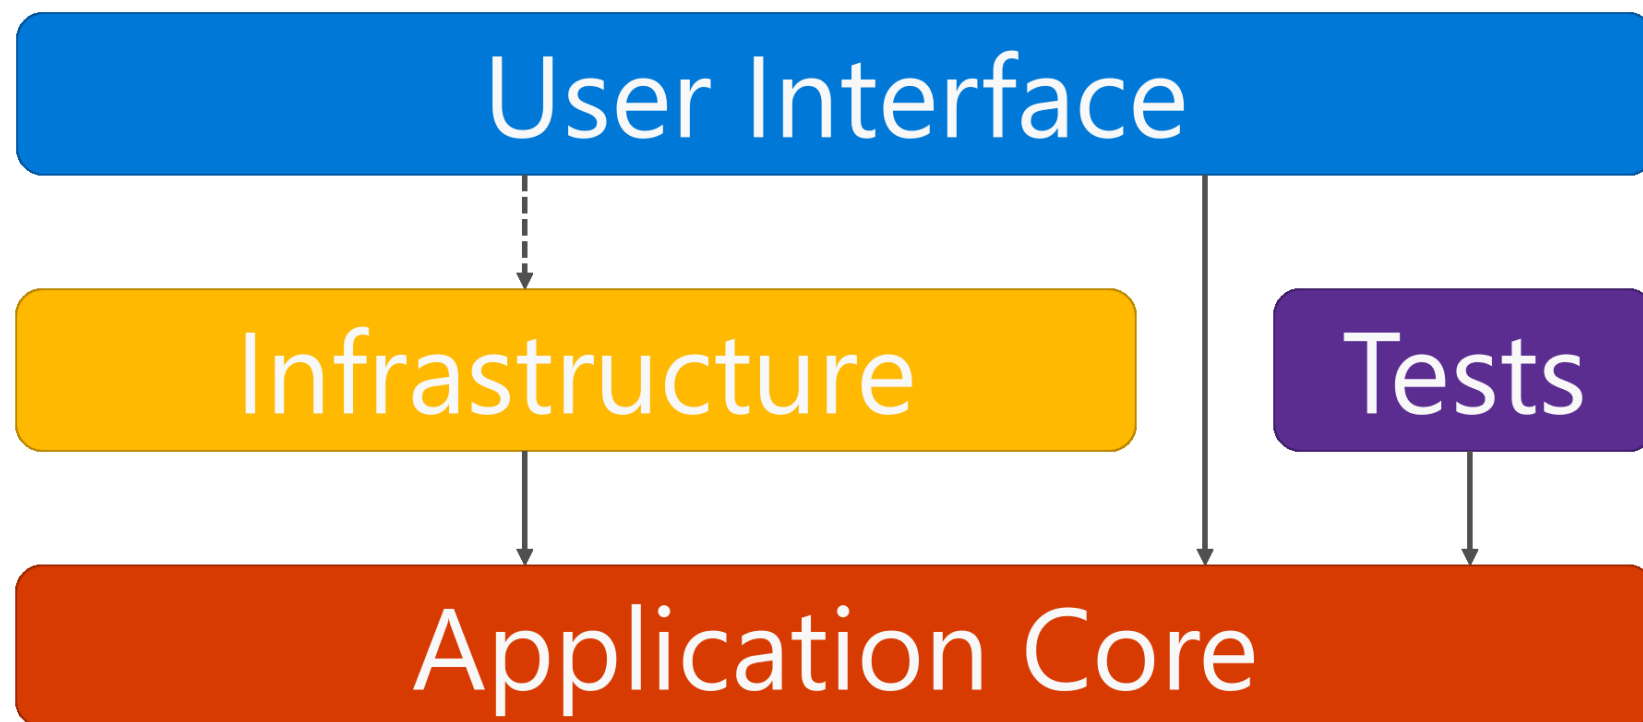 User Interface
Infrastructure
Tests
Application Core